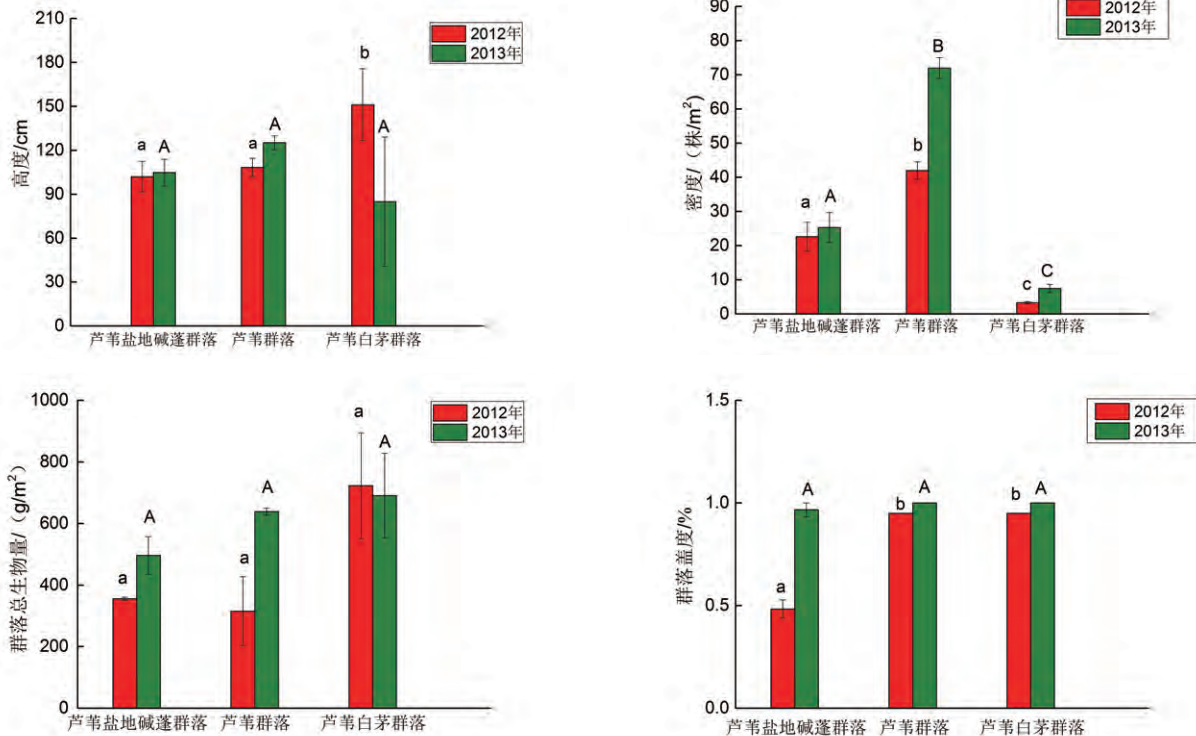 210
180
150
120
90
60
30
0
高度/cm
2012年
2013年
a
A
a
A
b
A
芦苇盐地碱蓬群落
芦苇群落
芦苇白茅群落
90
80
70
60
50
40
30
20
10
0
密度/（株/m²）
2012年
2013年
a
A
b
B
c
C
芦苇盐地碱蓬群落
芦苇群落
芦苇白茅群落
1000
800
600
400
200
0
群落总生物量/（g/m²）
2012年
2013年
a
A
a
A
a
A
芦苇盐地碱蓬群落
芦苇群落
芦苇白茅群落
1.5
1.0
0.5
0.0
群落盖度/%
2012年
2013年
a
A
b
A
b
A
芦苇盐地碱蓬群落
芦苇群落
芦苇白茅群落